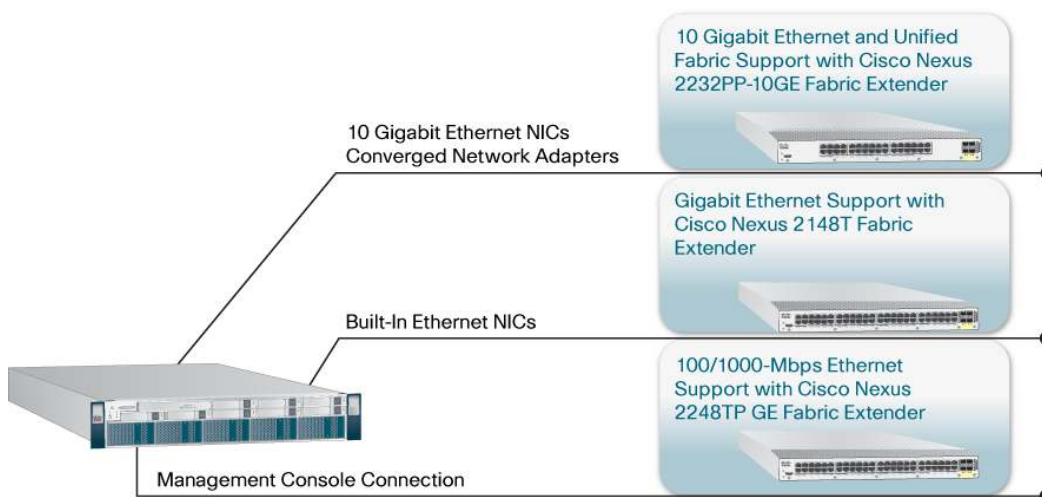 10 Gigabit Ethernet and Unified
Fabric Support with Cisco Nexus
2232PP-10GE Fabric Extender
10 Gigabit Ethernet NICs
Converged Network Adapters
Gigabit Ethernet Support with
Cisco Nexus 2148T Fabric
Extender
Built-In Ethernet NICs
100/1000-Mbps Ethernet
Support with Cisco Nexus
2248TP GE Fabric Extender
Management Console Connection